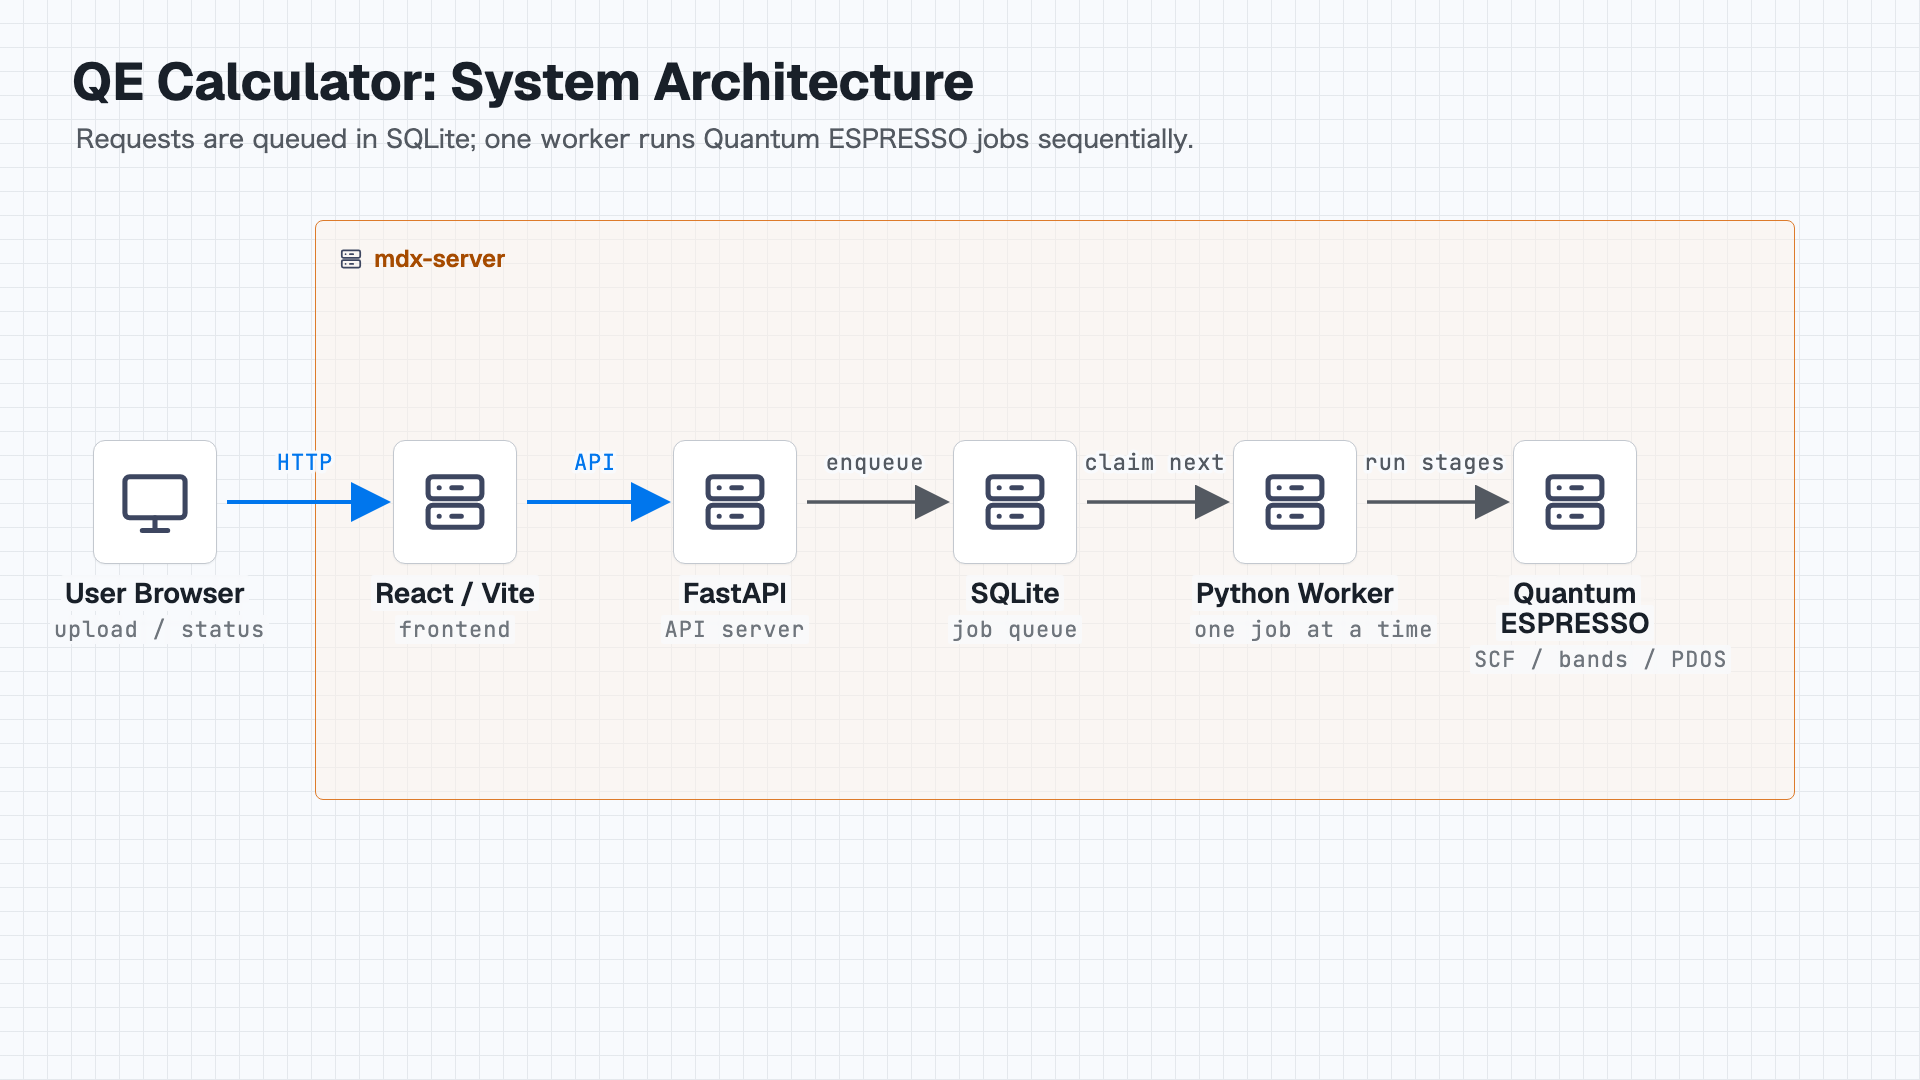 QE Calculator: System Architecture
Requests are queued in SQLite; one worker runs Quantum ESPRESSO jobs sequentially.
mdx-server
HTTP
API
enqueue
claim next
run stages
User Browser
upload / status
React / Vite
frontend
FastAPI
API server
SQLite
job queue
Python Worker
one job at a time
Quantum
ESPRESSO
SCF / bands / PDOS